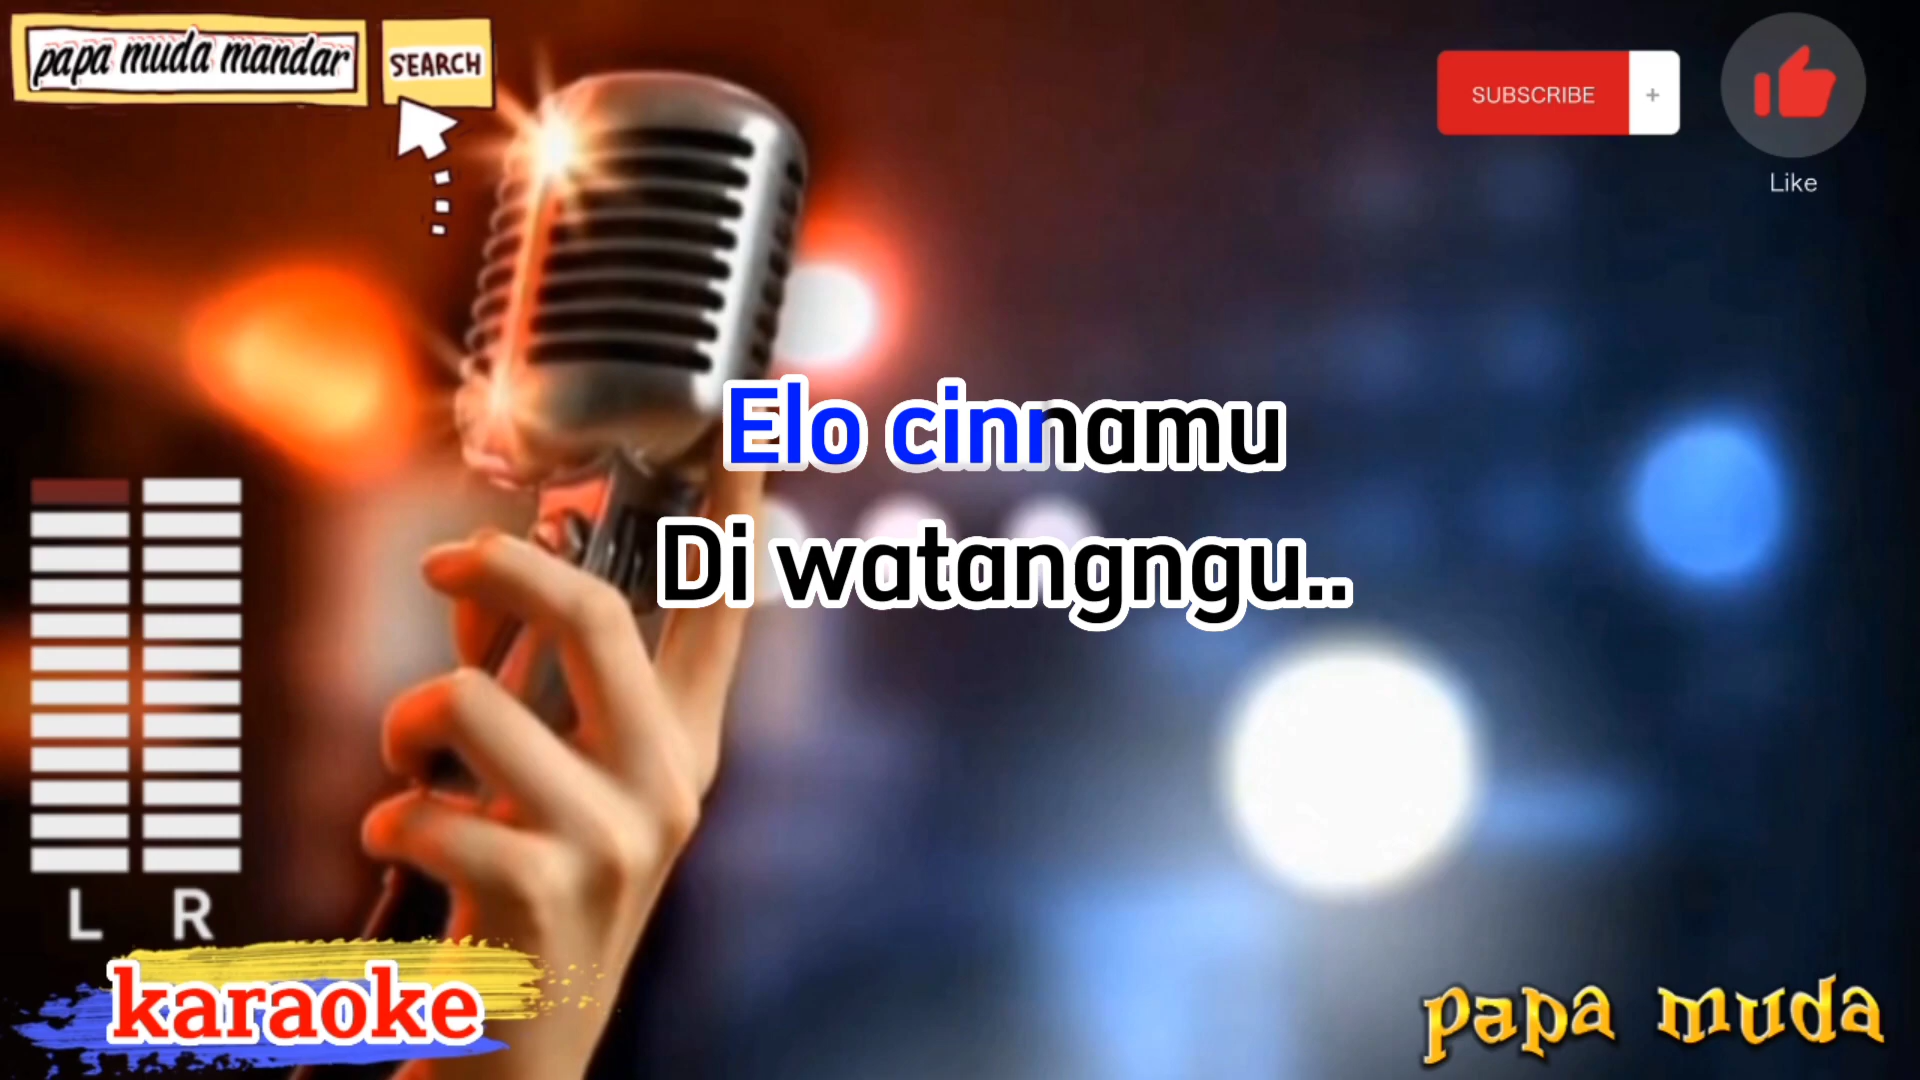 papa muda mandar
SEARCH
SUBSCRIBE +
Like
Elo cinnamu
Di watangngu..
L R
karaoke
papa muda